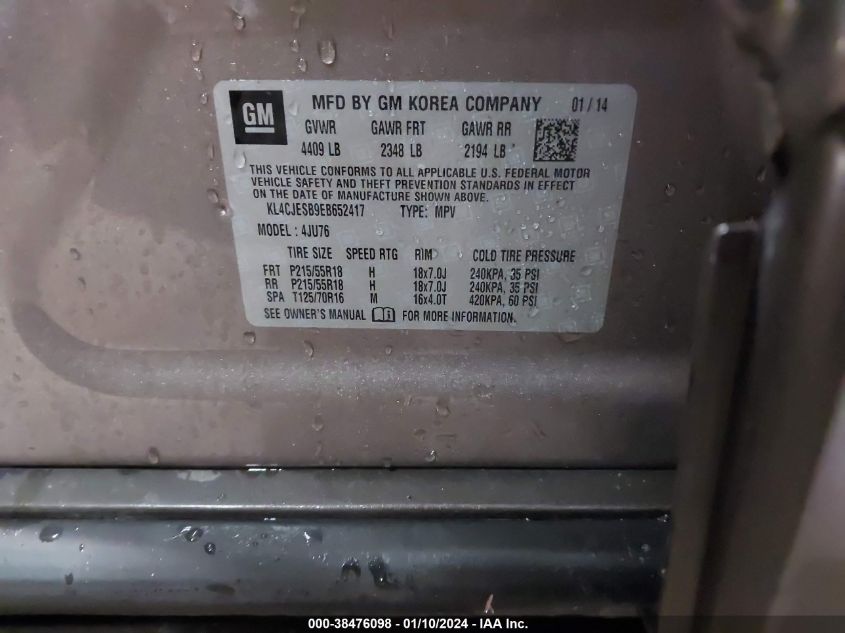 GM
MFD BY GM KOREA COMPANY 01 / 14
GVWR GAWR FRT GAWR RR
4409 LB 2348 LB 2194 LB
THIS VEHICLE CONFORMS TO ALL APPLICABLE U.S. FEDERAL MOTOR
VEHICLE SAFETY AND THEFT PREVENTION STANDARDS IN EFFECT
ON THE DATE OF MANUFACTURE SHOWN ABOVE.
KL4CJESB9EB652417 TYPE: MPV
MODEL : 4JU76
TIRE SIZE SPEED RTG RIM COLD TIRE PRESSURE
FRT P215/55R18 H 18x7.0J 240KPA, 35 PSI
RR P215/55R18 H 18x7.0J 240KPA, 35 PSI
SPA T125/70R16 M 16x4.0T 420KPA, 60 PSI
SEE OWNER'S MANUAL FOR MORE INFORMATION.
000-38476098 - 01/10/2024 - IAA Inc.